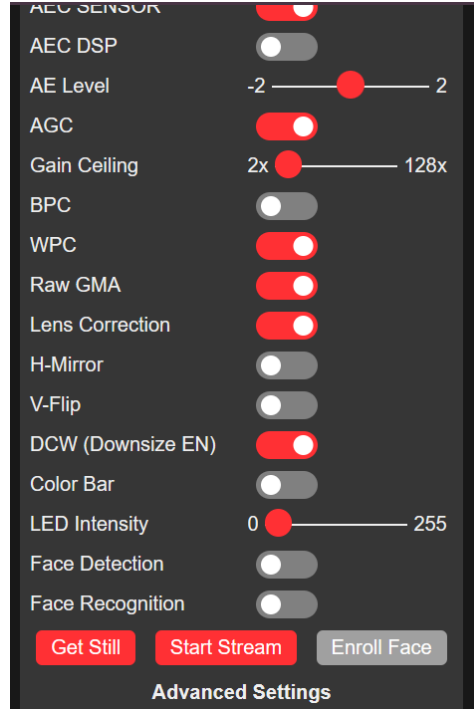 AEC SENSOR
AEC DSP
AE Level -2 2
AGC
Gain Ceiling 2x 128x
BPC
WPC
Raw GMA
Lens Correction
H-Mirror
V-Flip
DCW (Downsize EN)
Color Bar
LED Intensity 0 255
Face Detection
Face Recognition
Get Still Start Stream Enroll Face
Advanced Settings